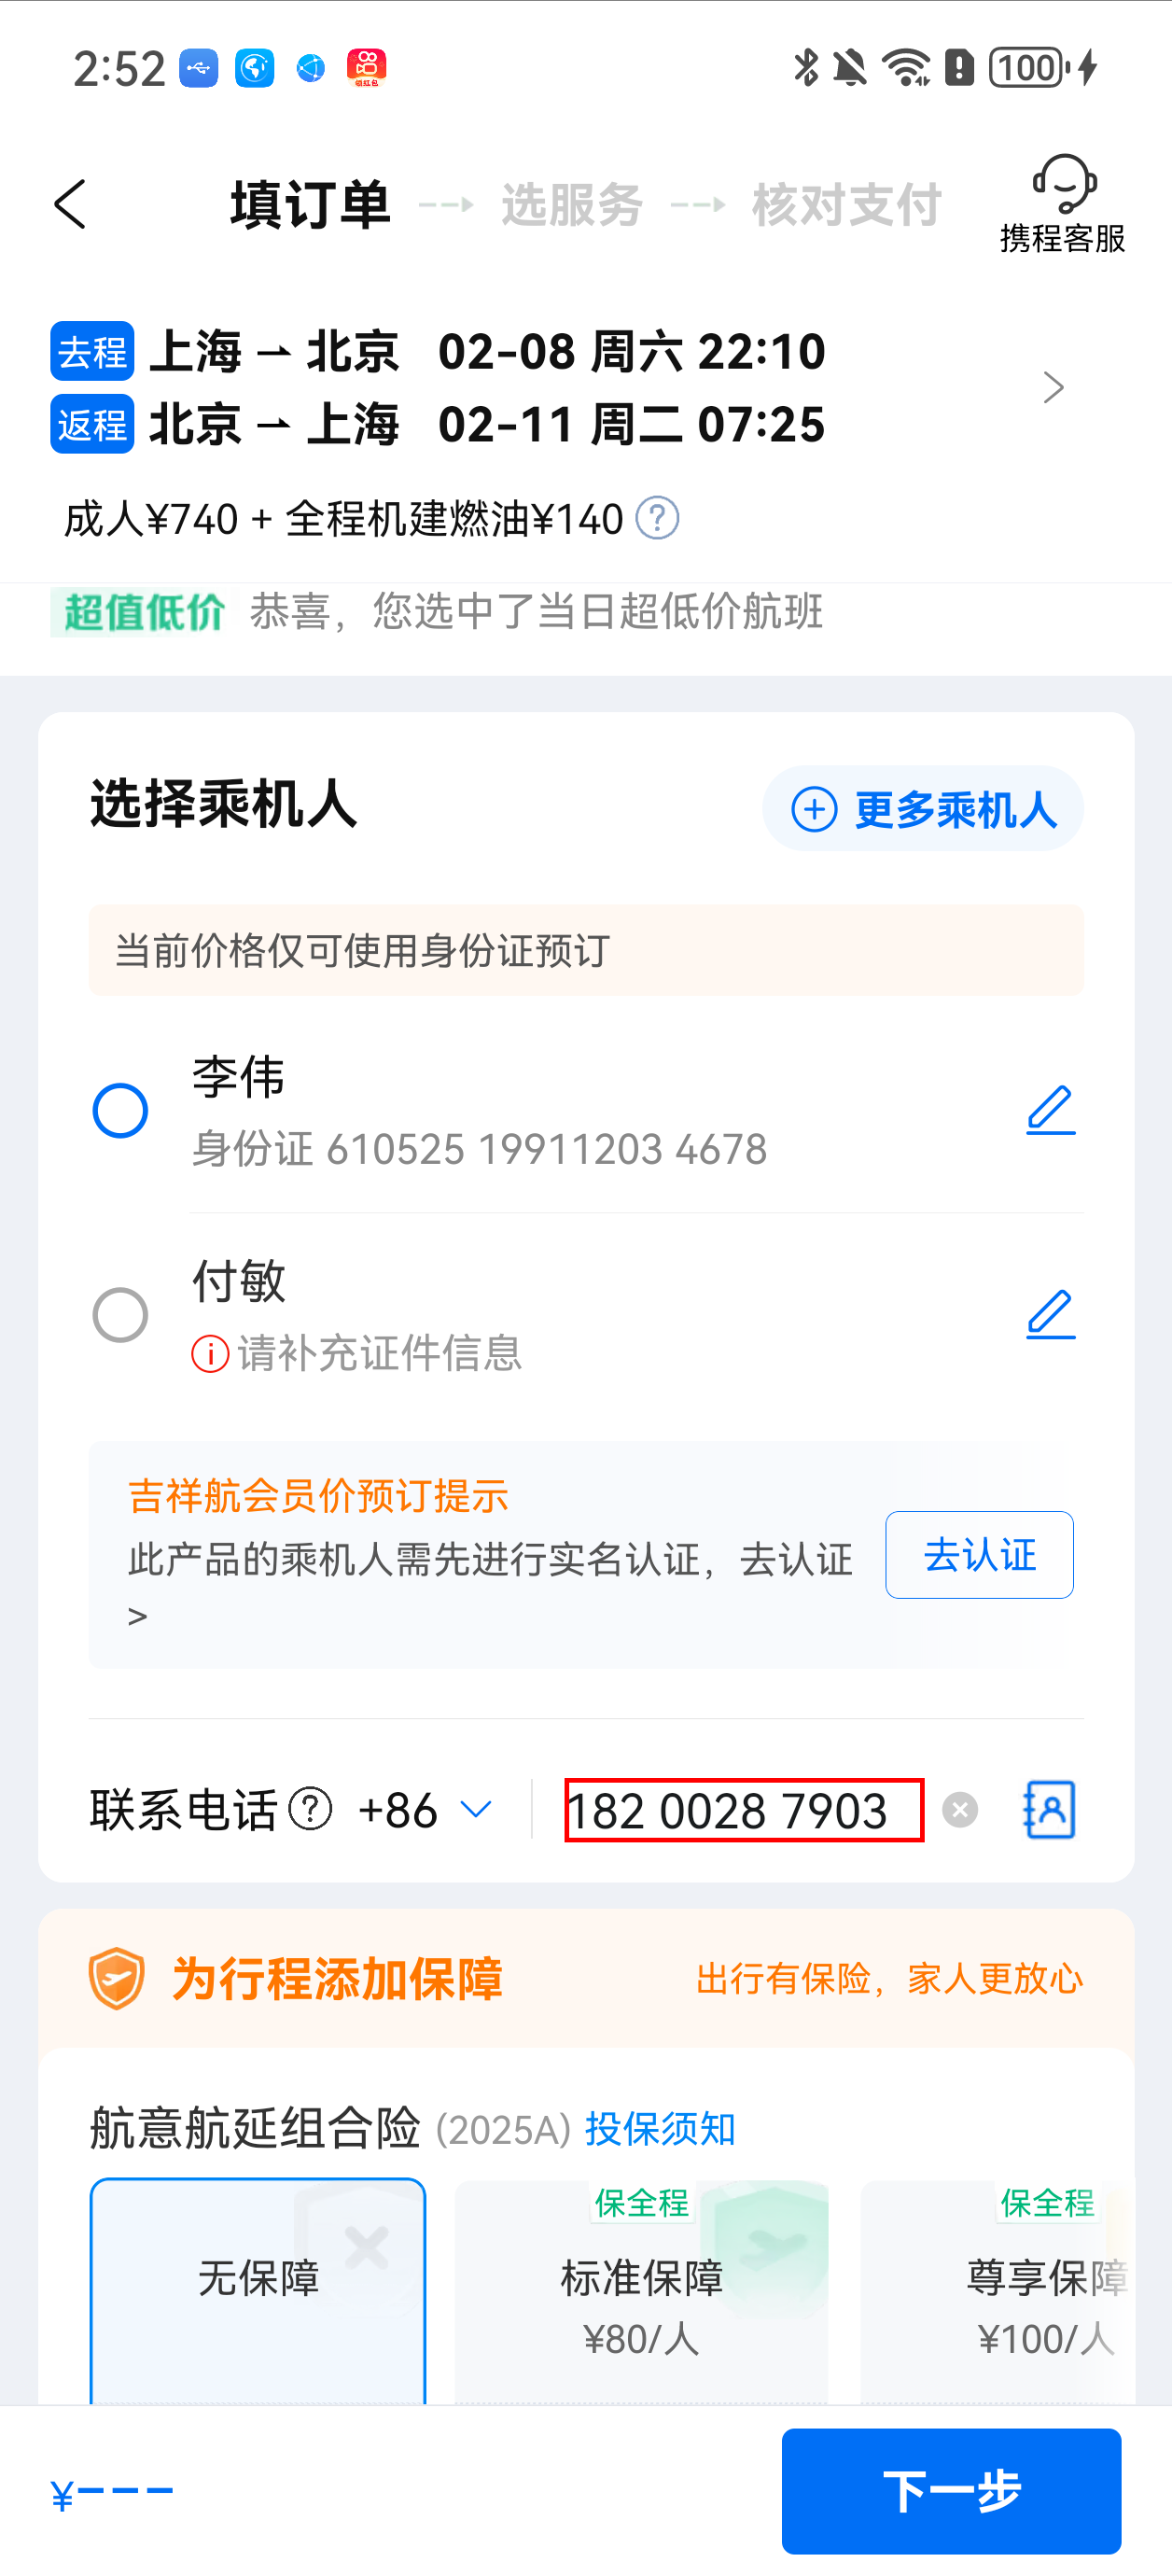 2:52
领红包
100
填订单 选服务 核对支付
携程客服
去程 上海 ⇀ 北京 02-08 周六 22:10
返程 北京 ⇀ 上海 02-11 周二 07:25
成人¥740 + 全程机建燃油¥140 ?
超值低价 恭喜，您选中了当日超低价航班
选择乘机人
更多乘机人
当前价格仅可使用身份证预订
李伟
身份证 610525 19911203 4678
付敏
请补充证件信息
吉祥航会员价预订提示
此产品的乘机人需先进行实名认证，去认证
>
去认证
联系电话 ? +86 182 0028 7903
为行程添加保障 出行有保险，家人更放心
航意航延组合险 (2025A) 投保须知
无保障
保全程
标准保障
¥80/人
保全程
尊享保障
¥100/人
¥---
下一步